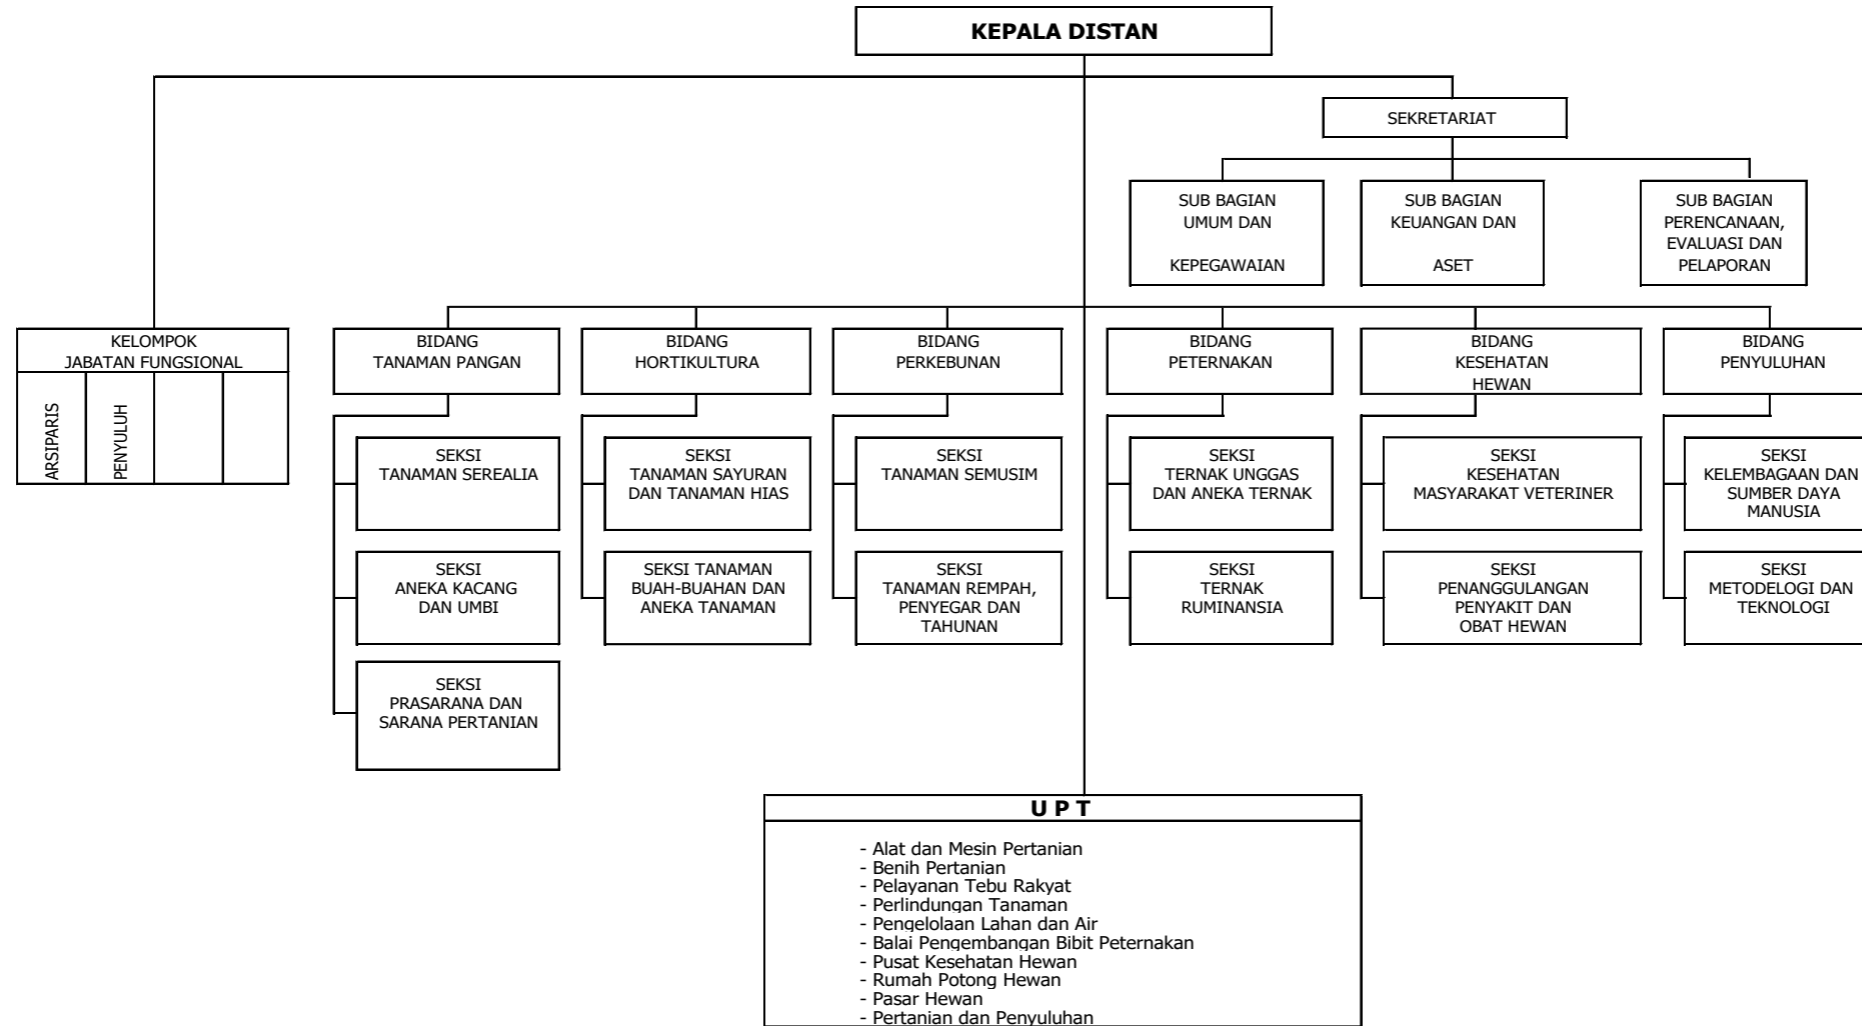 KEPALA DISTAN
SEKRETARIAT
SUB BAGIAN
UMUM DAN
KEPEGAWAIAN
SUB BAGIAN
KEUANGAN DAN
ASET
SUB BAGIAN
PERENCANAAN,
EVALUASI DAN
PELAPORAN
KELOMPOK
JABATAN FUNGSIONAL
ARSIPARIS
PENYULUH
BIDANG
TANAMAN PANGAN
BIDANG
HORTIKULTURA
BIDANG
PERKEBUNAN
BIDANG
PETERNAKAN
BIDANG
KESEHATAN
HEWAN
BIDANG
PENYULUHAN
SEKSI
TANAMAN SEREALIA
SEKSI
TANAMAN SAYURAN
DAN TANAMAN HIAS
SEKSI
TANAMAN SEMUSIM
SEKSI
TERNAK UNGGAS
DAN ANEKA TERNAK
SEKSI
KESEHATAN
MASYARAKAT VETERINER
SEKSI
KELEMBAGAAN DAN
SUMBER DAYA
MANUSIA
SEKSI
ANEKA KACANG
DAN UMBI
SEKSI TANAMAN
BUAH-BUAHAN DAN
ANEKA TANAMAN
SEKSI
TANAMAN REMPAH,
PENYEGAR DAN
TAHUNAN
SEKSI
TERNAK
RUMINANSIA
SEKSI
PENANGGULANGAN
PENYAKIT DAN
OBAT HEWAN
SEKSI
METODELOGI DAN
TEKNOLOGI
SEKSI
PRASARANA DAN
SARANA PERTANIAN
U P T
- Alat dan Mesin Pertanian
- Benih Pertanian
- Pelayanan Tebu Rakyat
- Perlindungan Tanaman
- Pengelolaan Lahan dan Air
- Balai Pengembangan Bibit Peternakan
- Pusat Kesehatan Hewan
- Rumah Potong Hewan
- Pasar Hewan
- Pertanian dan Penyuluhan